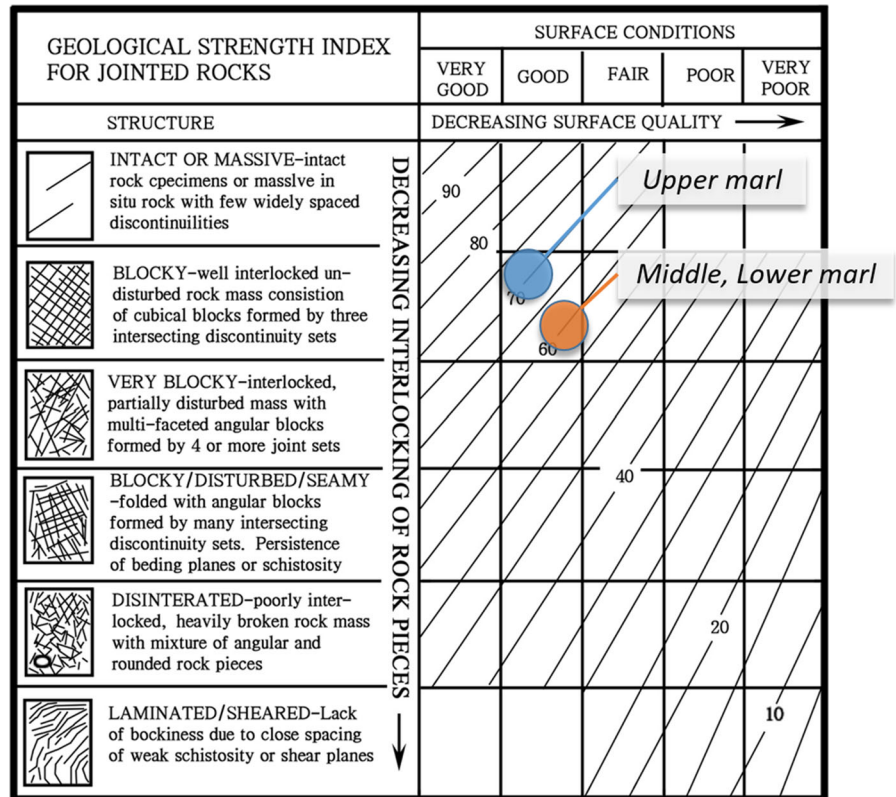 GEOLOGICAL STRENGTH INDEX
FOR JOINTED ROCKS
SURFACE CONDITIONS
VERY
GOOD
GOOD
FAIR
POOR
VERY
POOR
STRUCTURE
DECREASING SURFACE QUALITY
DECREASING INTERLOCKING OF ROCK PIECES
INTACT OR MASSIVE-intact
rock cpecimens or masslve in
situ rock with few widely spaced
discontinuilities
BLOCKY-well interlocked un-
disturbed rock mass consistion
of cubical blocks formed by three
intersecting discontinuity sets
VERY BLOCKY-interlocked,
partially disturbed mass with
multi-faceted angular blocks
formed by 4 or more joint sets
BLOCKY/DISTURBED/SEAMY
-folded with angular blocks
formed by many intersecting
discontinuity sets. Persistence
of beding planes or schistosity
DISINTERATED-poorly inter-
locked, heavily broken rock mass
with mixture of angular and
rounded rock pieces
LAMINATED/SHEARED-Lack
of bockiness due to close spacing
of weak schistosity or shear planes
90
Upper marl
80
Middle, Lower marl
70
60
40
20
10